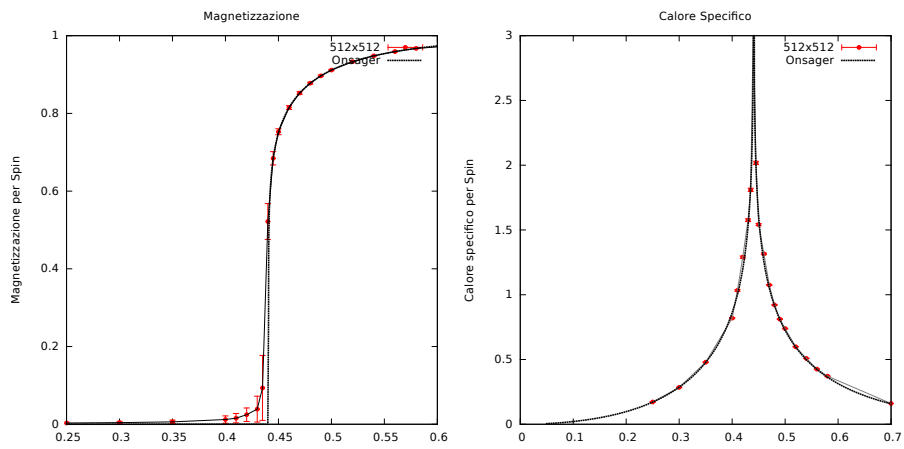 Magnetizzazione
1
0.8
0.6
0.4
0.2
0
0.25 0.3 0.35 0.4 0.45 0.5 0.55 0.6
Magnetizzazione per Spin
512x512
Onsager
Calore Specifico
3
2.5
2
1.5
1
0.5
0
0 0.1 0.2 0.3 0.4 0.5 0.6 0.7
Calore specifico per Spin
512x512
Onsager